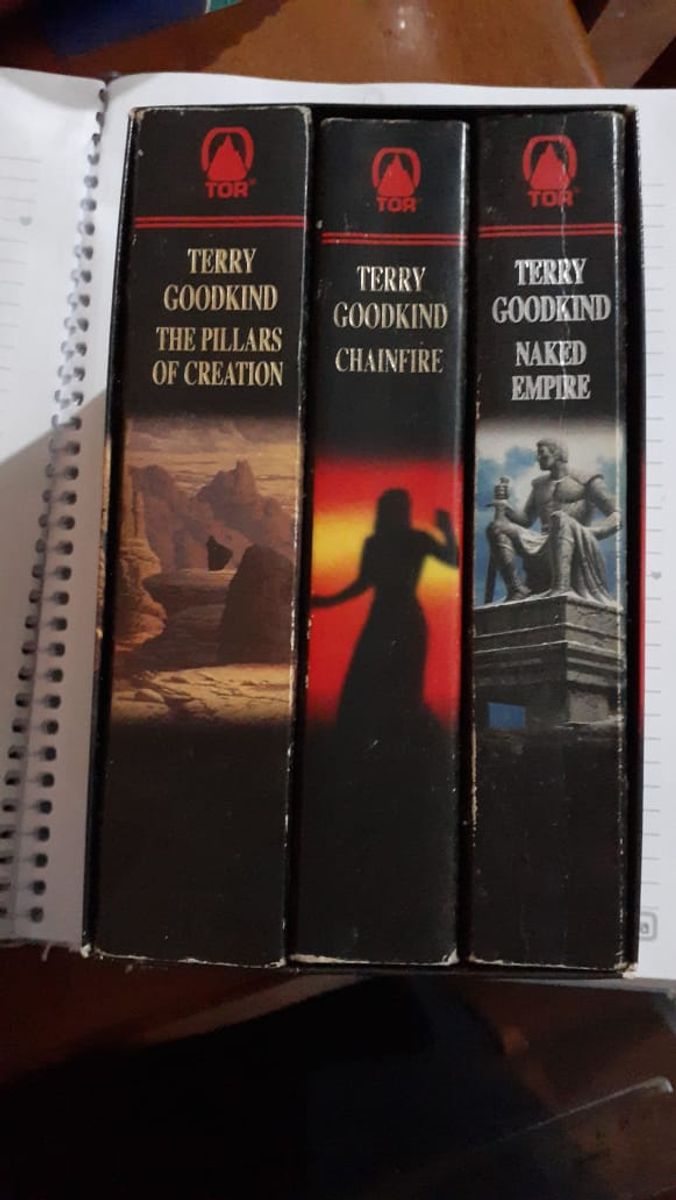 TOR
TERRY
GOODKIND
THE PILLARS
OF CREATION
TOR
TERRY
GOODKIND
CHAINFIRE
TOR
TERRY
GOODKIND
NAKED
EMPIRE